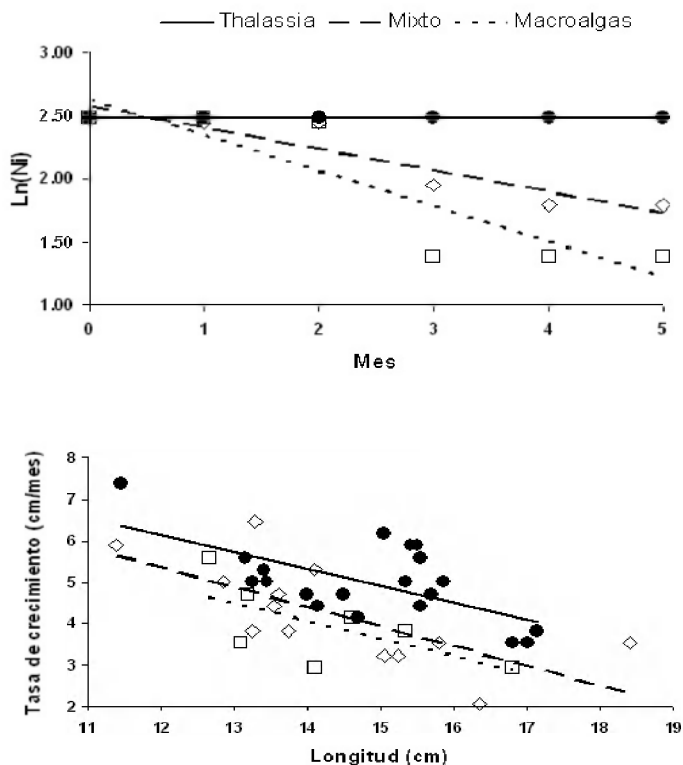 Thalassia Mixto Macroalgas
3.00
2.50
2.00
1.50
1.00
Ln(Ni)
0 1 2 3 4 5
Mes
8
7
6
5
4
3
2
Tasa de crecimiento (cm/mes)
11 12 13 14 15 16 17 18 19
Longitud (cm)